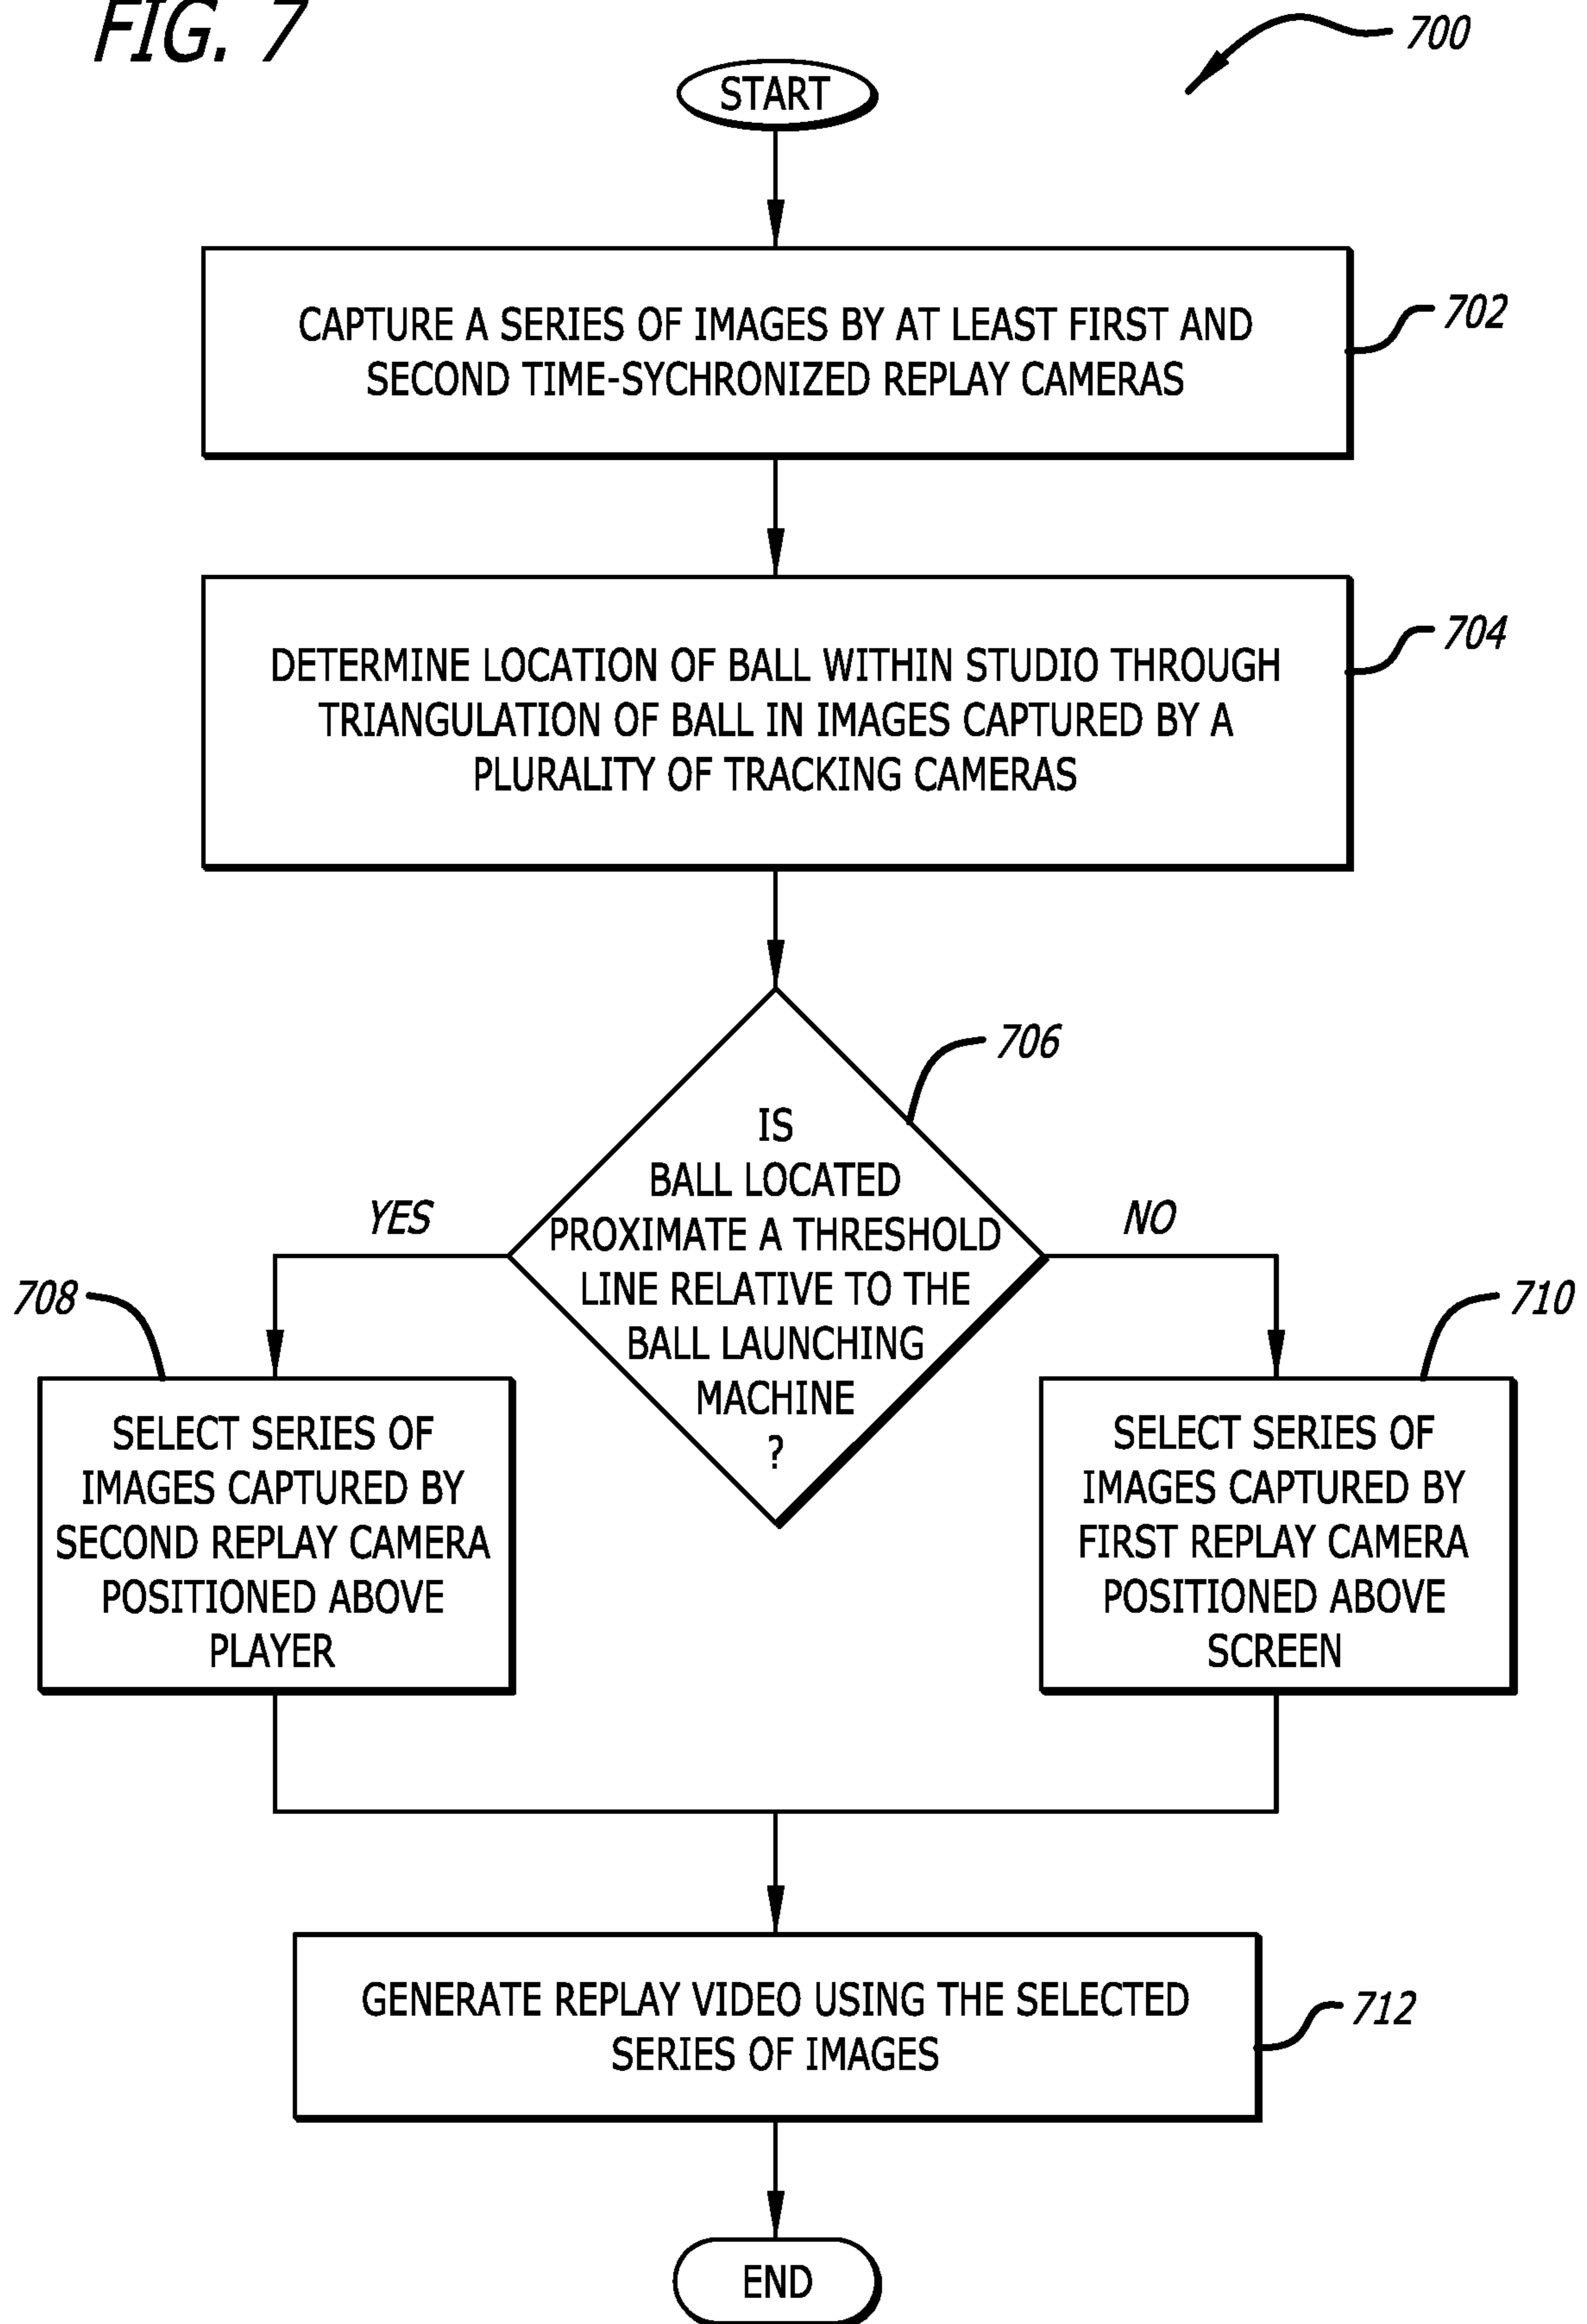 FIG. 7
700
START
CAPTURE A SERIES OF IMAGES BY AT LEAST FIRST AND
SECOND TIME-SYCHRONIZED REPLAY CAMERAS
702
DETERMINE LOCATION OF BALL WITHIN STUDIO THROUGH
TRIANGULATION OF BALL IN IMAGES CAPTURED BY A
PLURALITY OF TRACKING CAMERAS
704
IS
BALL LOCATED
PROXIMATE A THRESHOLD
LINE RELATIVE TO THE
BALL LAUNCHING
MACHINE
?
706
YES
NO
708
SELECT SERIES OF
IMAGES CAPTURED BY
SECOND REPLAY CAMERA
POSITIONED ABOVE
PLAYER
710
SELECT SERIES OF
IMAGES CAPTURED BY
FIRST REPLAY CAMERA
POSITIONED ABOVE
SCREEN
GENERATE REPLAY VIDEO USING THE SELECTED
SERIES OF IMAGES
712
END